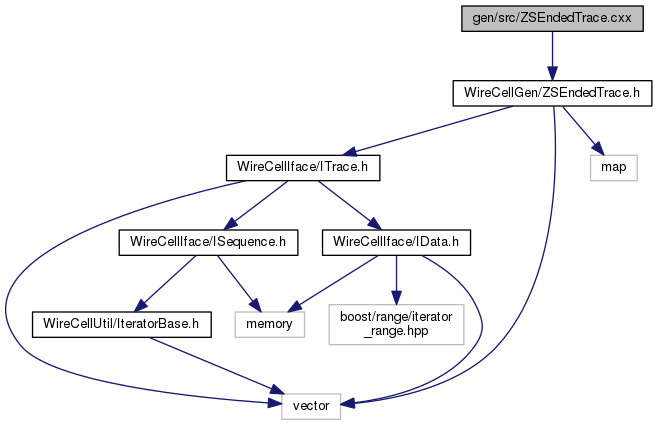 gen/src/ZSEndedTrace.cxx
WireCellGen/ZSEndedTrace.h
WireCellIface/ITrace.h
map
WireCellIface/ISequence.h
WireCellIface/IData.h
WireCellUtil/IteratorBase.h
memory
boost/range/iterator
_range.hpp
vector